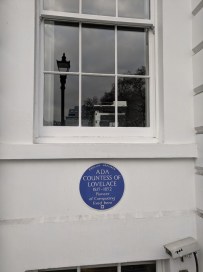 ADA
COUNTESS OF
LOVELACE
1815-1852
Pioneer
of Computing
lived here